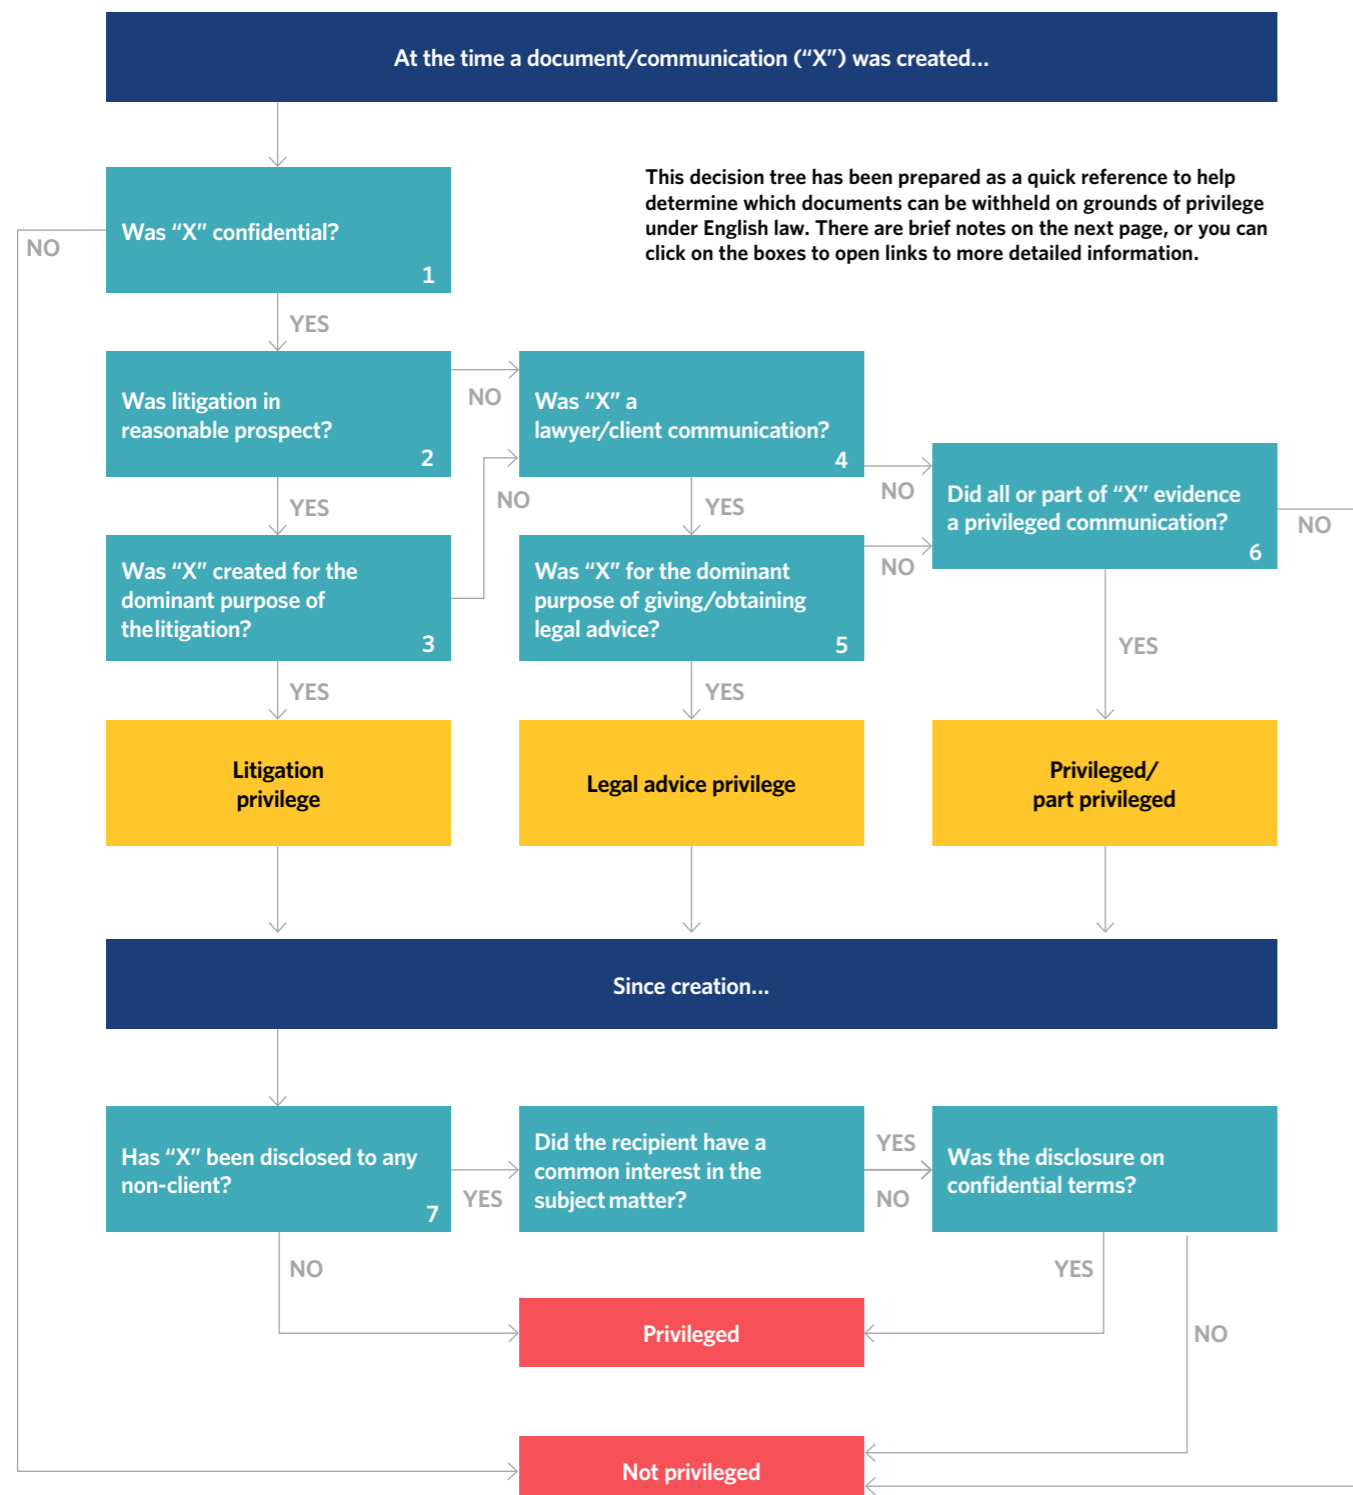 At the time a document/communication (“X”) was created...
This decision tree has been prepared as a quick reference to help
determine which documents can be withheld on grounds of privilege
under English law. There are brief notes on the next page, or you can
click on the boxes to open links to more detailed information.
Was “X” confidential?
1
NO
YES
Was litigation in
reasonable prospect?
2
NO
YES
Was “X” a
lawyer/client communication?
4
NO
YES
Did all or part of “X” evidence
a privileged communication?
6
NO
YES
Was “X” created for the
dominant purpose of
thelitigation?
3
NO
YES
Was “X” for the dominant
purpose of giving/obtaining
legal advice?
5
NO
YES
Litigation
privilege
Legal advice privilege
Privileged/
part privileged
Since creation...
Has “X” been disclosed to any
non-client?
7
YES
NO
Did the recipient have a
common interest in the
subject matter?
YES
NO
Was the disclosure on
confidential terms?
YES
NO
Privileged
Not privileged